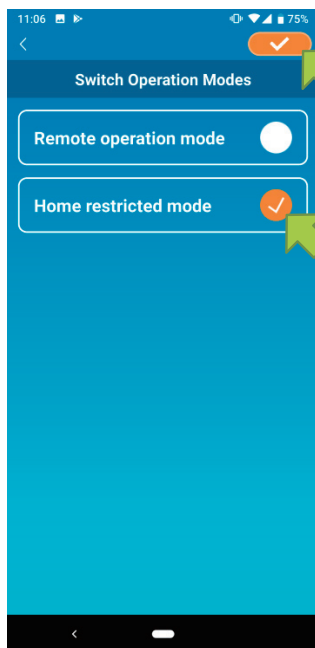 11:06 75%
Switch Operation Modes
Remote operation mode
Home restricted mode